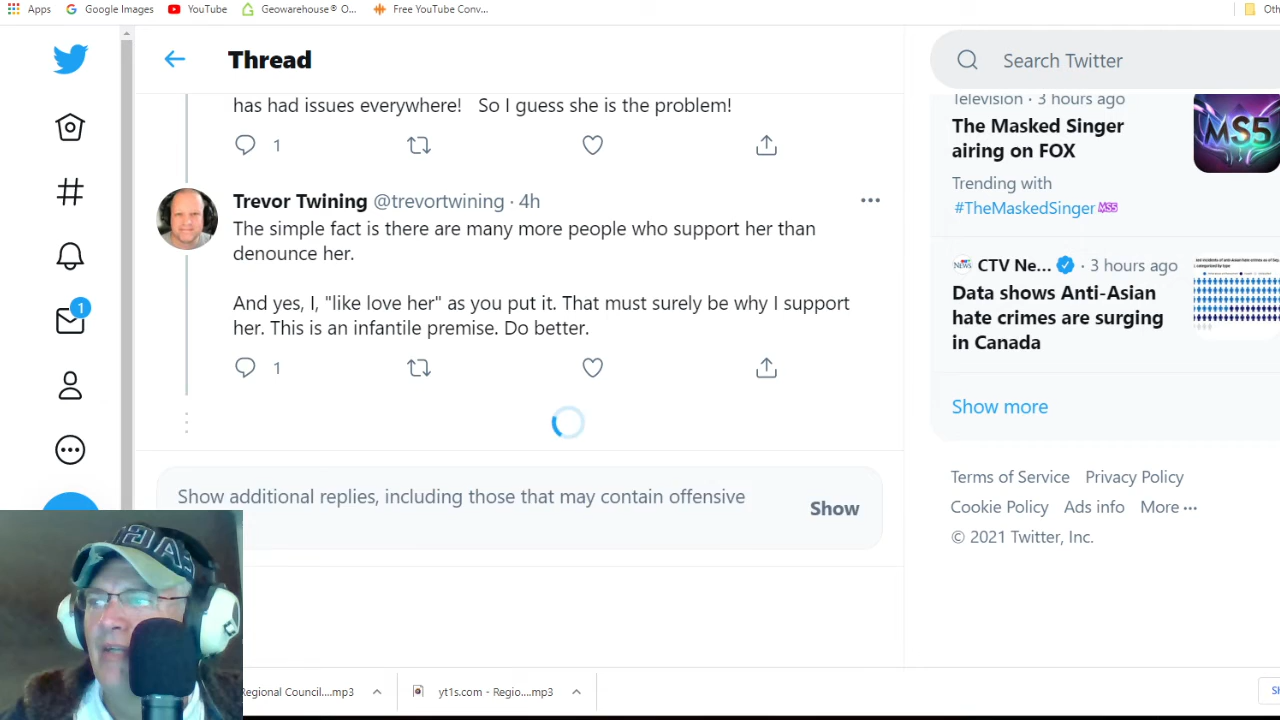 Apps Google Images YouTube Geowarehouse® O... Free YouTube Conv... Oth
Thread
Search Twitter
has had issues everywhere! So I guess she is the problem!
1
Trevor Twining @trevortwining · 4h
The simple fact is there are many more people who support her than
denounce her.
And yes, I, "like love her" as you put it. That must surely be why I support
her. This is an infantile premise. Do better.
1
1
Show additional replies, including those that may contain offensive
Show
Television · 3 hours ago
The Masked Singer
airing on FOX
Trending with
#TheMaskedSinger MS5
MS5
CTV Ne... · 3 hours ago
Data shows Anti-Asian
hate crimes are surging
in Canada
Show more
Terms of Service Privacy Policy
Cookie Policy Ads info More ···
© 2021 Twitter, Inc.
Regional Council....mp3
yt1s.com - Regio....mp3